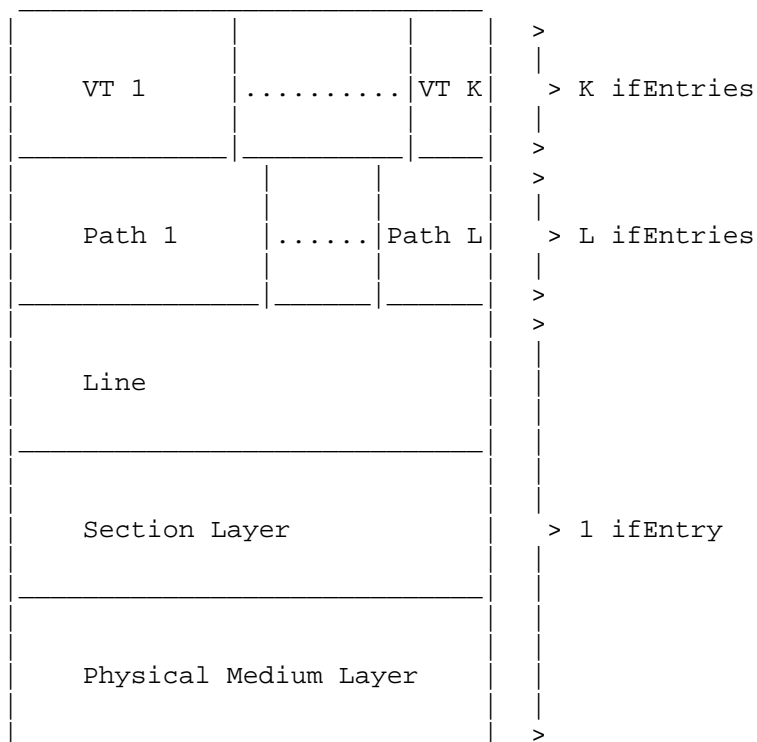 VT 1 ..........VT K > K ifEntries
Path 1 ......Path L > L ifEntries
Line
Section Layer > 1 ifEntry
Physical Medium Layer